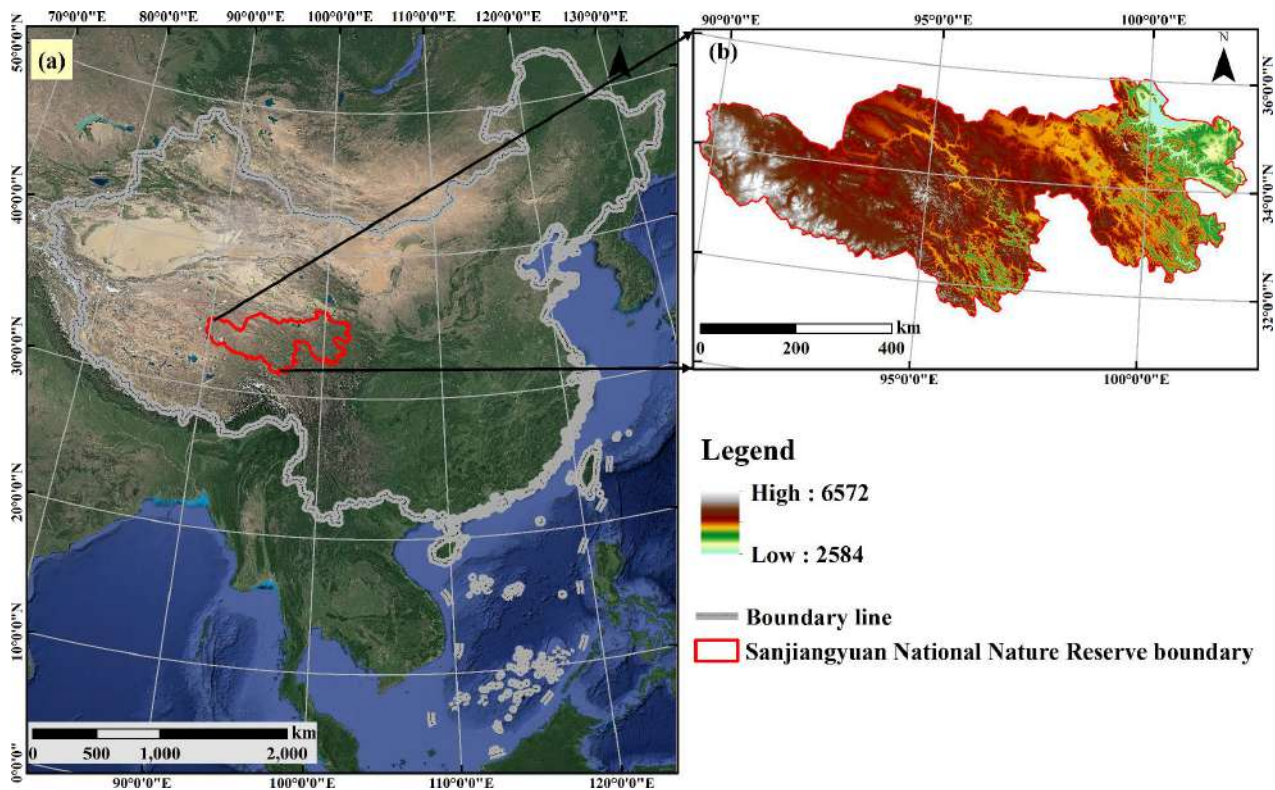 70°0'0"E 80°0'0"E 90°0'0"E 100°0'0"E 110°0'0"E 120°0'0"E 130°0'0"E
(a)
N
50°0'0"N
40°0'0"N
30°0'0"N
20°0'0"N
10°0'0"N
0°0'0"
km
0 500 1,000 2,000
90°0'0"E 100°0'0"E 110°0'0"E 120°0'0"E
90°0'0"E 95°0'0"E 100°0'0"E
(b)
N
36°0'0"N
34°0'0"N
32°0'0"N
km
0 200 400
95°0'0"E 100°0'0"E
Legend
High : 6572
Low : 2584
Boundary line
Sanjiangyuan National Nature Reserve boundary